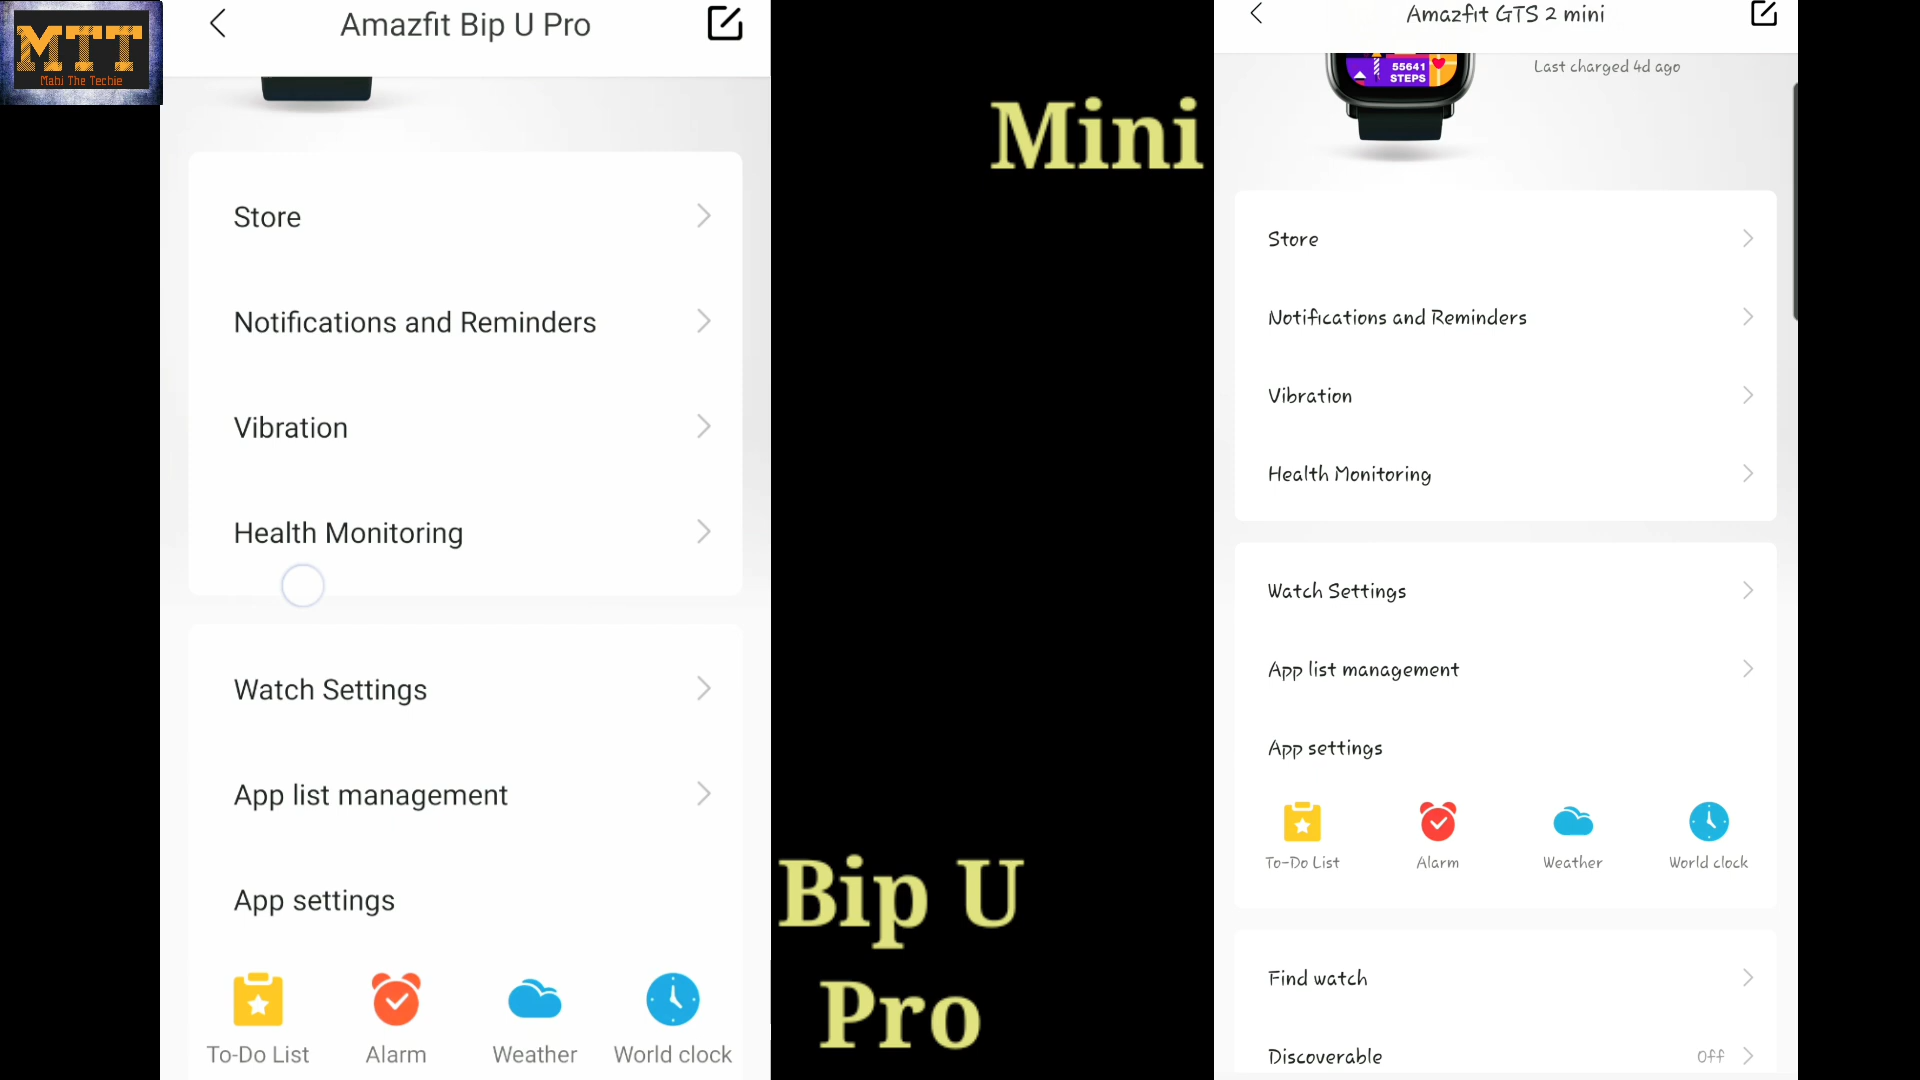 MTT
Mabi The Techie
Amazfit Bip U Pro
Store
Notifications and Reminders
Vibration
Health Monitoring
Watch Settings
App list management
App settings
To-Do List
Alarm
Weather
World clock
Mini
Bip U
Pro
Amazfit GTS 2 mini
55641
STEPS
Last charged 4d ago
Store
Notifications and Reminders
Vibration
Health Monitoring
Watch Settings
App list management
App settings
To-Do List
Alarm
Weather
World clock
Find watch
Discoverable
Off